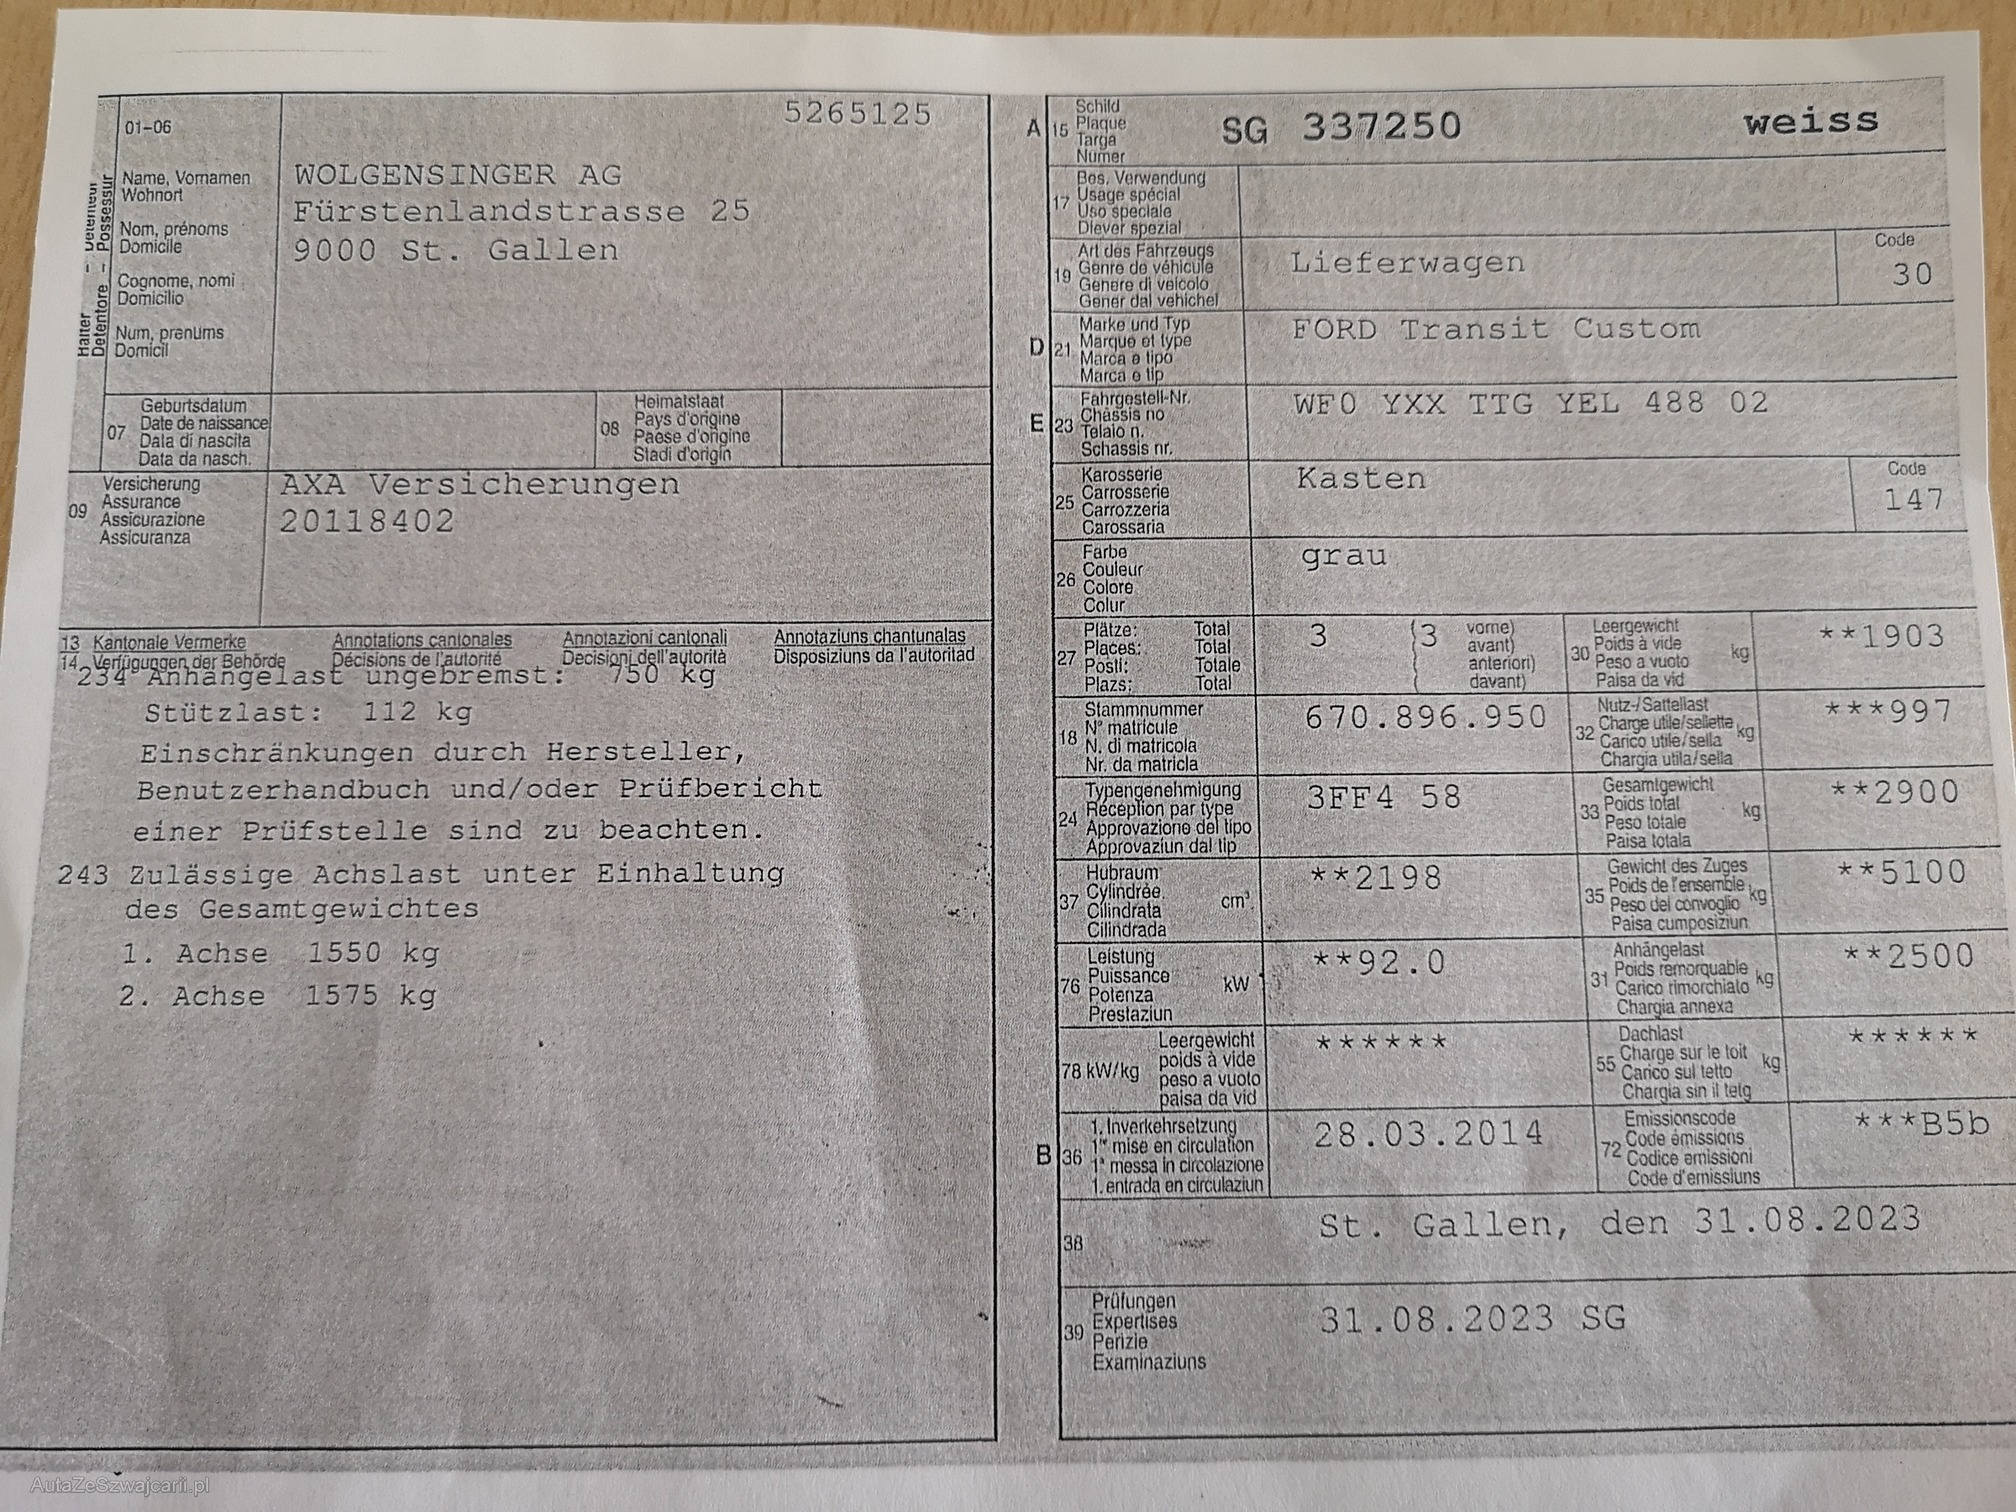 5265125
01-06
Halter – Détenteur
Detentore – Possessur
Name, Vornamen
Wohnort
Nom, prénoms
Domicile
Cognome, nomi
Domicilio
Num, prenums
Domicil
WOLGENSINGER AG
Fürstenlandstrasse 25
9000 St. Gallen
07
Geburtsdatum
Date de naissance
Data di nascita
Data da nasch.
08
Heimatstaat
Pays d'origine
Paese d'origine
Stadi d'origin
09
Versicherung
Assurance
Assicurazione
Assicuranza
AXA Versicherungen
20118402
13 Kantonale Vermerke Annotations cantonales Annotazioni cantonali Annotaziuns chantunalas
14 Verfügungen der Behörde Décisions de l'autorité Decisioni dell'autorità Disposiziuns da l'autoritad
234 Anhängelast ungebremst: 750 kg
Stützlast: 112 kg
Einschränkungen durch Hersteller,
Benutzerhandbuch und/oder Prüfbericht
einer Prüfstelle sind zu beachten.
243 Zulässige Achslast unter Einhaltung
des Gesamtgewichtes
1. Achse 1550 kg
2. Achse 1575 kg
A 15
Schild
Plaque
Targa
Numer
SG 337250 weiss
17
Bes. Verwendung
Usage spécial
Uso speciale
Diever spezial
19
Art des Fahrzeugs
Genre de véhicule
Genere di veicolo
Gener dal vehichel
Lieferwagen
Code
30
D 21
Marke und Typ
Marque et type
Marca e tipo
Marca e tip
FORD Transit Custom
E 23
Fahrgestell-Nr.
Châssis no
Telaio n.
Schassis nr.
WF0 YXX TTG YEL 488 02
25
Karosserie
Carrosserie
Carrozzeria
Carossaria
Kasten
Code
147
26
Farbe
Couleur
Colore
Colur
grau
27
Plätze: Total
Places: Total
Posti: Totale
Plazs: Total
3 (3 vorne)
avant)
anteriori)
davant)
30
Leergewicht
Poids à vide
Peso a vuoto
Paisa da vid
kg
**1903
18
Stammnummer
N° matricule
N. di matricola
Nr. da matricla
670.896.950
32
Nutz-/Sattellast
Charge utile/sellette
Carico utile/sella
Chargia utila/sella
kg
***997
24
Typengenehmigung
Réception par type
Approvazione del tipo
Approvaziun dal tip
3FF4 58
33
Gesamtgewicht
Poids total
Peso totale
Paisa totala
kg
**2900
37
Hubraum
Cylindrée
Cilindrata
Cilindrada
cm³
**2198
35
Gewicht des Zuges
Poids de l'ensemble
Peso del convoglio
Paisa cumposiziun
kg
**5100
76
Leistung
Puissance
Potenza
Prestaziun
kW
**92.0
31
Anhängelast
Poids remorquable
Carico rimorchiato
Chargia annexa
kg
**2500
78 kW/kg
Leergewicht
poids à vide
peso a vuoto
paisa da vid
******
55
Dachlast
Charge sur le toit
Carico sul tetto
Chargia sin il tetg
kg
******
B 36
1. Inverkehrsetzung
1re mise en circulation
1a messa in circolazione
1. entrada en circulaziun
28.03.2014
72
Emissionscode
Code émissions
Codice emissioni
Code d'emissiuns
***B5b
38
St. Gallen, den 31.08.2023
39
Prüfungen
Expertises
Perizie
Examinaziuns
31.08.2023 SG
AutaZeSzwajcarii.pl